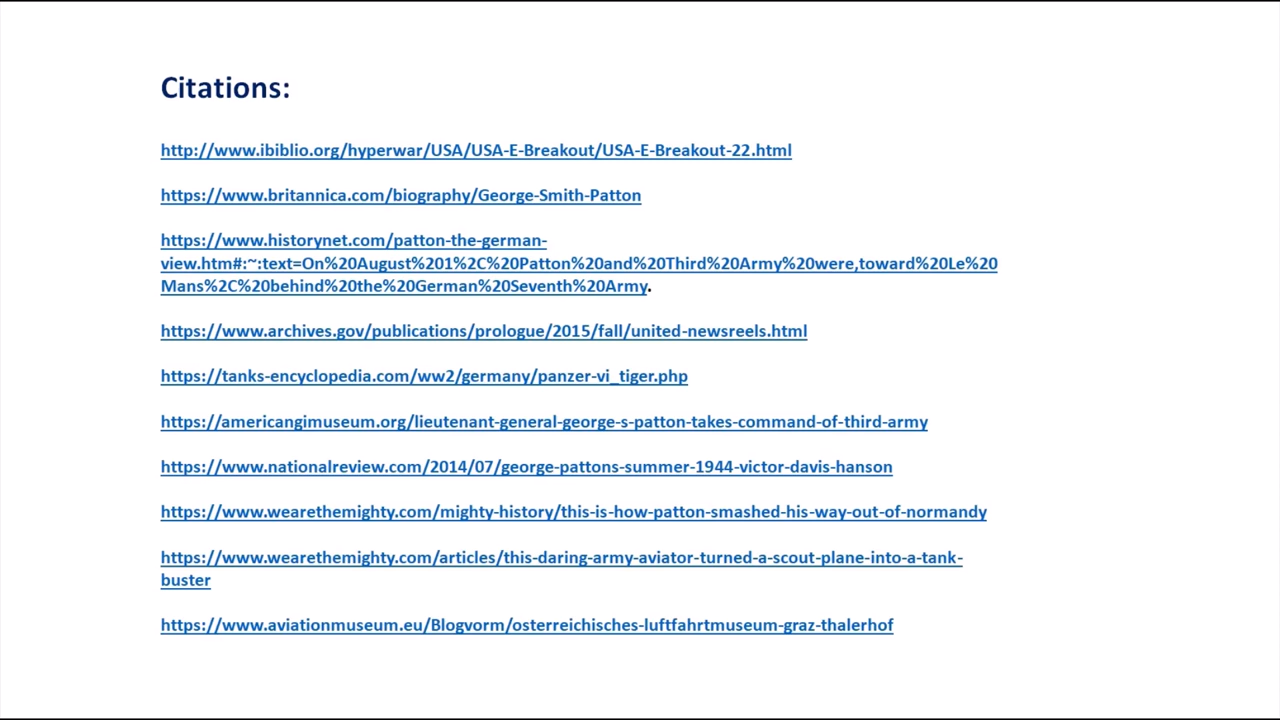 Citations:
http://www.ibiblio.org/hyperwar/USA/USA-E-Breakout/USA-E-Breakout-22.html
https://www.britannica.com/biography/George-Smith-Patton
https://www.historynet.com/patton-the-german-
view.htm#:~:text=On%20August%201%2C%20Patton%20and%20Third%20Army%20were,toward%20Le%20
Mans%2C%20behind%20the%20German%20Seventh%20Army.
https://www.archives.gov/publications/prologue/2015/fall/united-newsreels.html
https://tanks-encyclopedia.com/ww2/germany/panzer-vi_tiger.php
https://americangimuseum.org/lieutenant-general-george-s-patton-takes-command-of-third-army
https://www.nationalreview.com/2014/07/george-pattons-summer-1944-victor-davis-hanson
https://www.wearethemighty.com/mighty-history/this-is-how-patton-smashed-his-way-out-of-normandy
https://www.wearethemighty.com/articles/this-daring-army-aviator-turned-a-scout-plane-into-a-tank-
buster
https://www.aviationmuseum.eu/Blogvorm/osterreichisches-luftfahrtmuseum-graz-thalerhof